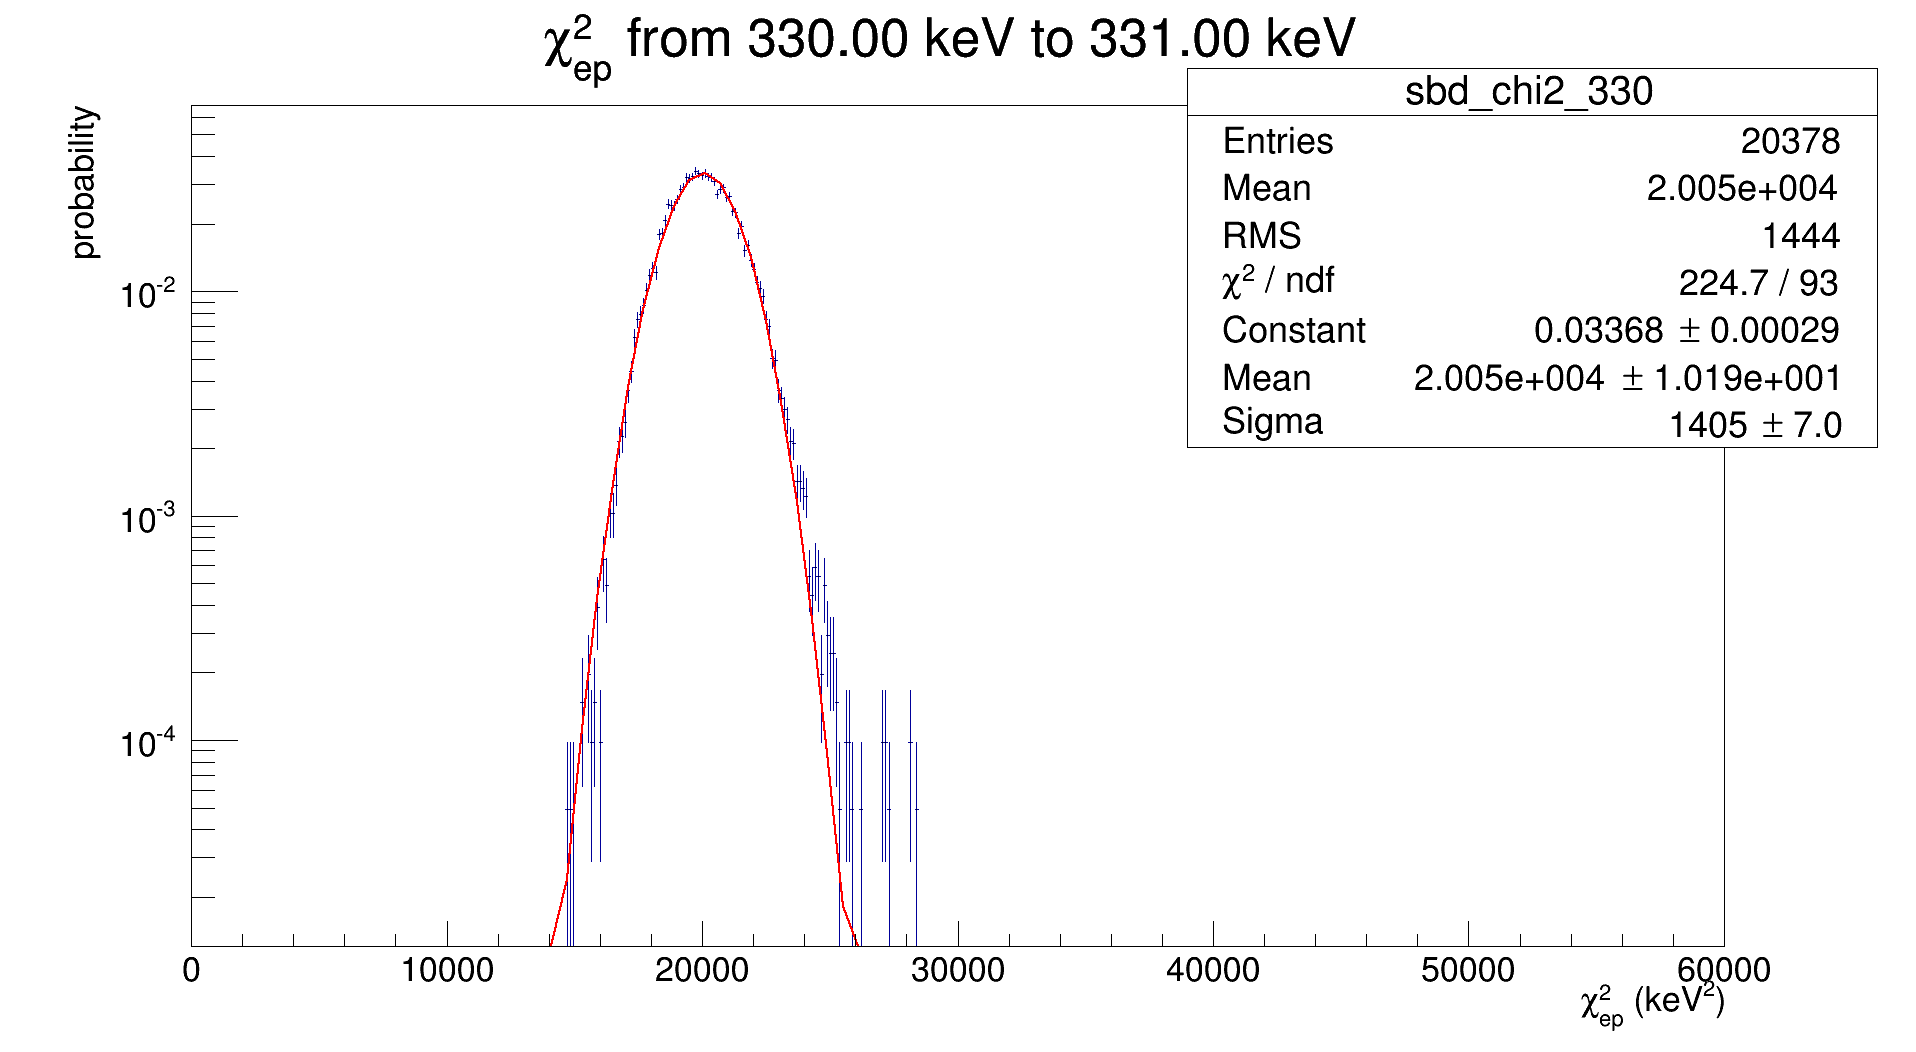 χ²ep from 330.00 keV to 331.00 keV
sbd_chi2_330
Entries 20378
Mean 2.005e+004
RMS 1444
χ² / ndf 224.7 / 93
Constant 0.03368 ± 0.00029
Mean 2.005e+004 ± 1.019e+001
Sigma 1405 ± 7.0
probability
10⁻²
10⁻³
10⁻⁴
0 10000 20000 30000 40000 50000 60000
χ²ep (keV²)